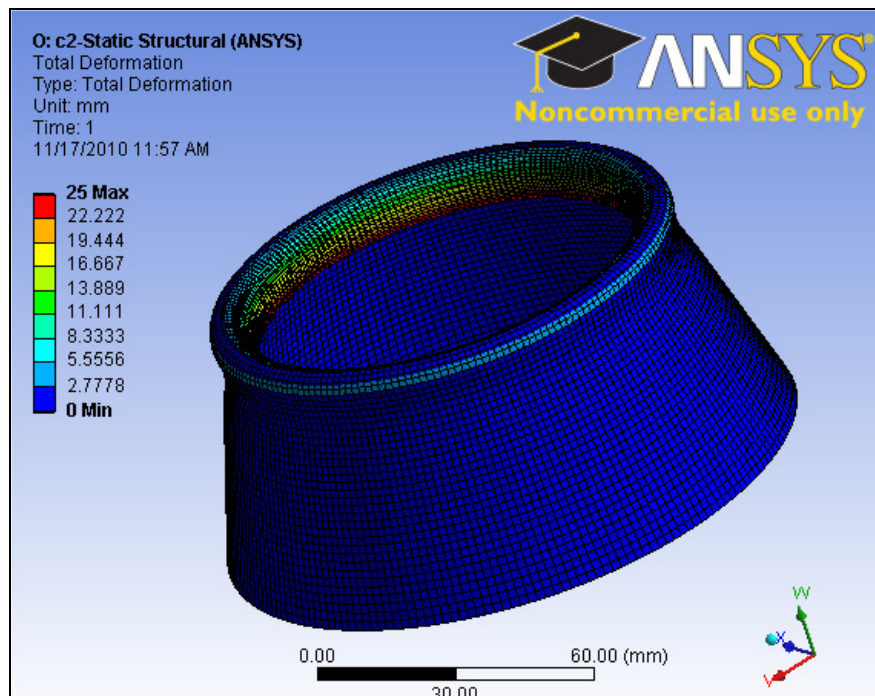 O: c2-Static Structural (ANSYS)
Total Deformation
Type: Total Deformation
Unit: mm
Time: 1
11/17/2010 11:57 AM
ANSYS®
Noncommercial use only
25 Max
22.222
19.444
16.667
13.889
11.111
8.3333
5.5556
2.7778
0 Min
0.00 60.00 (mm)
30.00
W
X
V